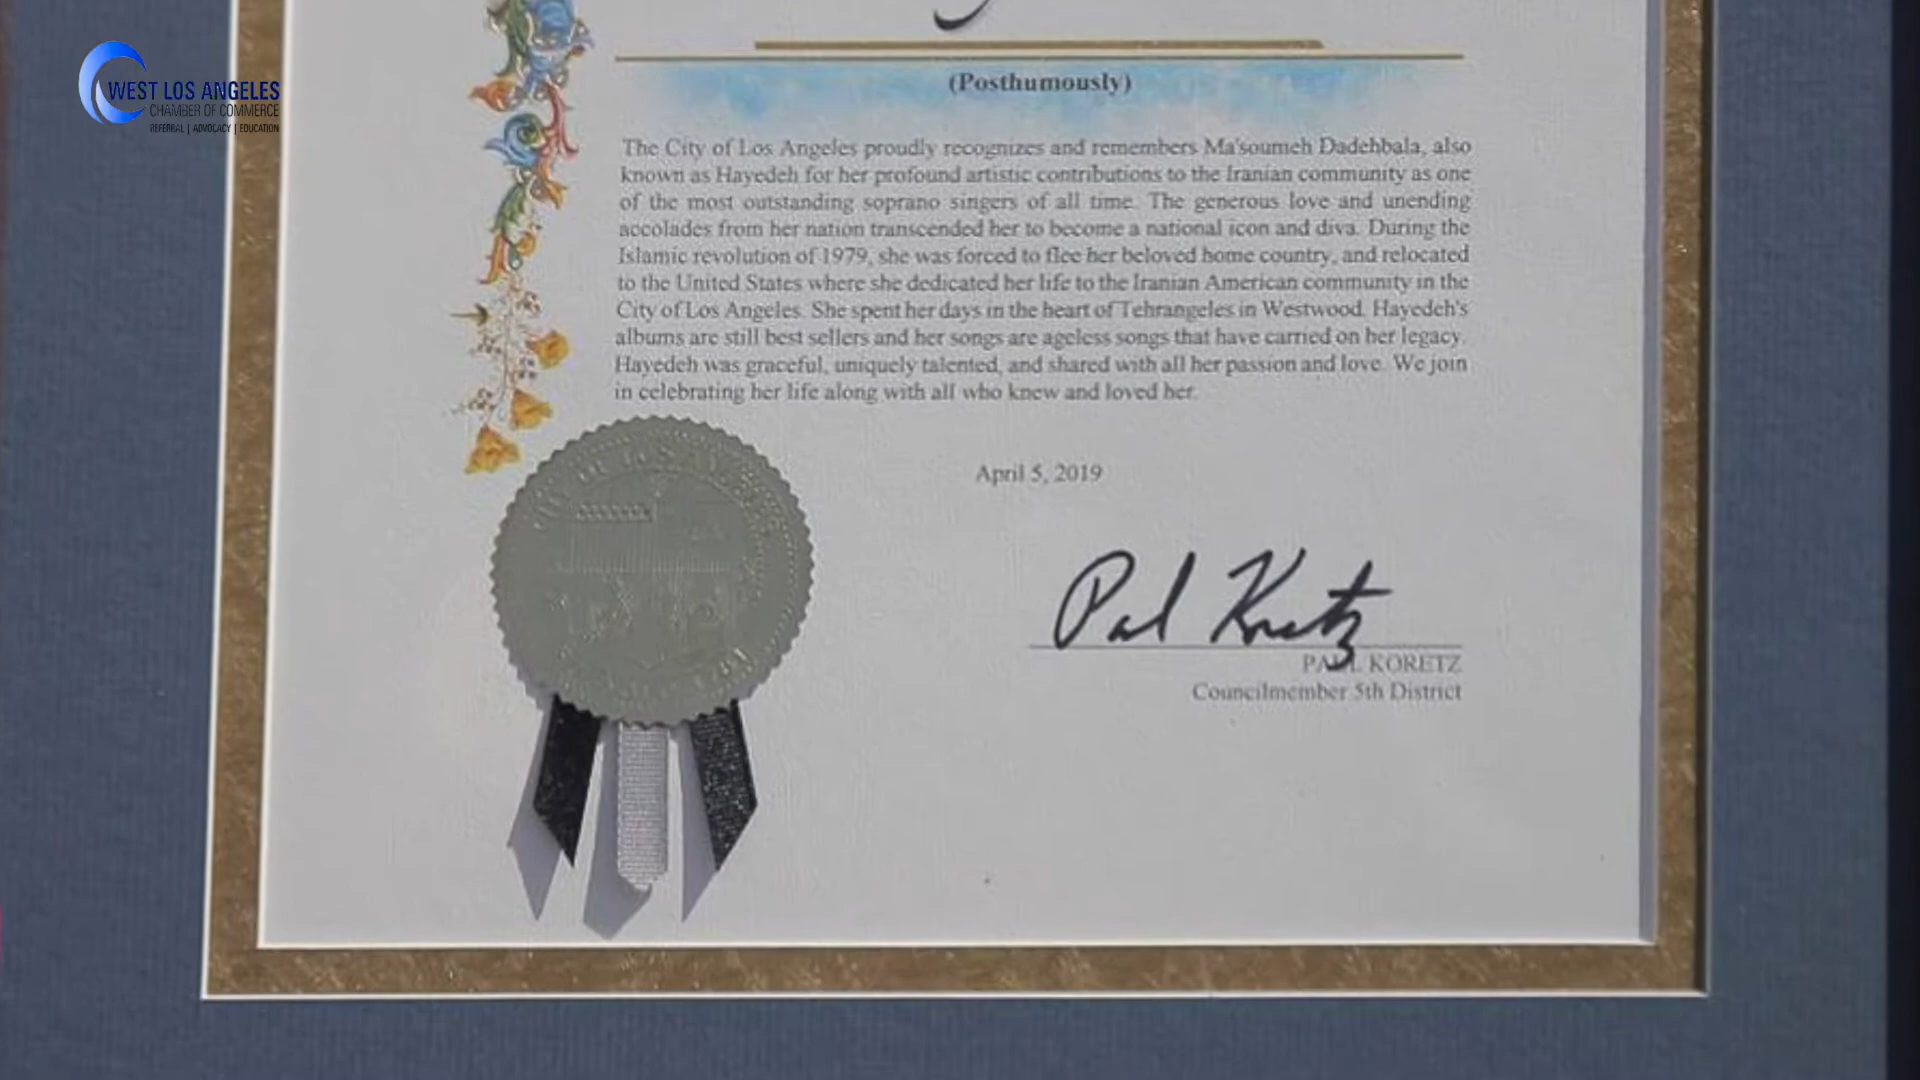 WEST LOS ANGELES
CHAMBER OF COMMERCE
REFERRAL | ADVOCACY | EDUCATION
(Posthumously)
The City of Los Angeles proudly recognizes and remembers Ma'soumeh Dadehbala, also
known as Hayedeh for her profound artistic contributions to the Iranian community as one
of the most outstanding soprano singers of all time. The generous love and unending
accolades from her nation transcended her to become a national icon and diva. During the
Islamic revolution of 1979, she was forced to flee her beloved home country, and relocated
to the United States where she dedicated her life to the Iranian American community in the
City of Los Angeles. She spent her days in the heart of Tehrangeles in Westwood. Hayedeh's
albums are still best sellers and her songs are ageless songs that have carried on her legacy.
Hayedeh was graceful, uniquely talented, and shared with all her passion and love. We join
in celebrating her life along with all who knew and loved her.
April 5, 2019
Paul Koretz
PAUL KORETZ
Councilmember 5th District